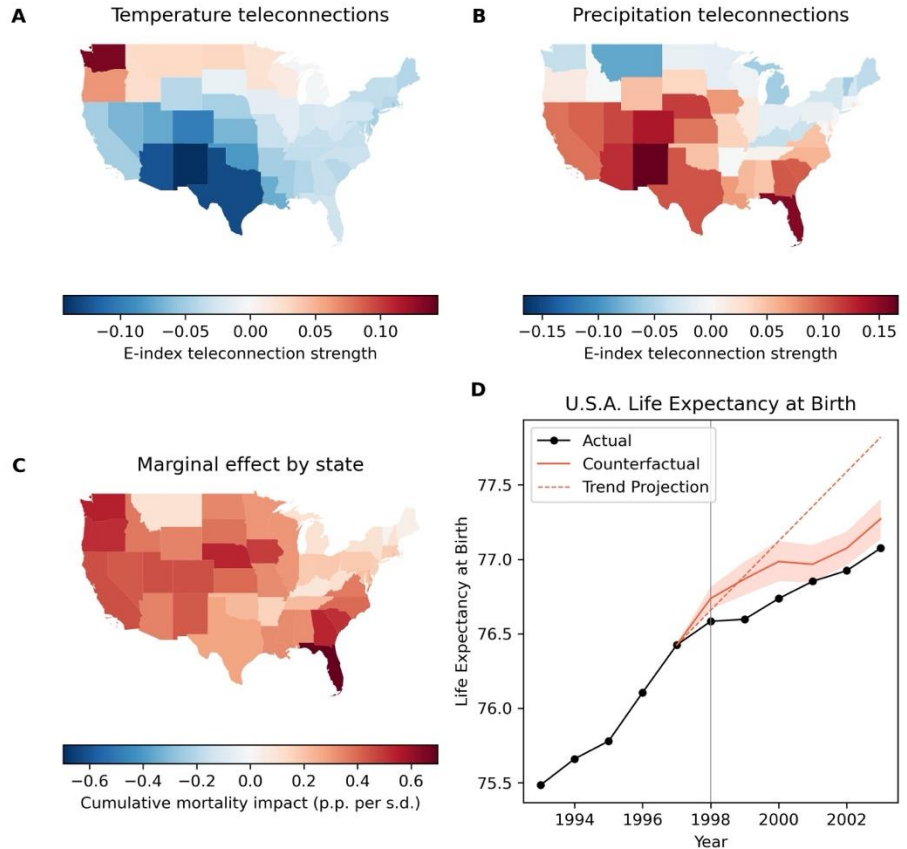 A
Temperature teleconnections
−0.10 −0.05 0.00 0.05 0.10
E-index teleconnection strength
B
Precipitation teleconnections
−0.15 −0.10 −0.05 0.00 0.05 0.10 0.15
E-index teleconnection strength
C
Marginal effect by state
−0.6 −0.4 −0.2 0.0 0.2 0.4 0.6
Cumulative mortality impact (p.p. per s.d.)
D
U.S.A. Life Expectancy at Birth
Actual
Counterfactual
Trend Projection
Life Expectancy at Birth
77.5
77.0
76.5
76.0
75.5
1994 1996 1998 2000 2002
Year